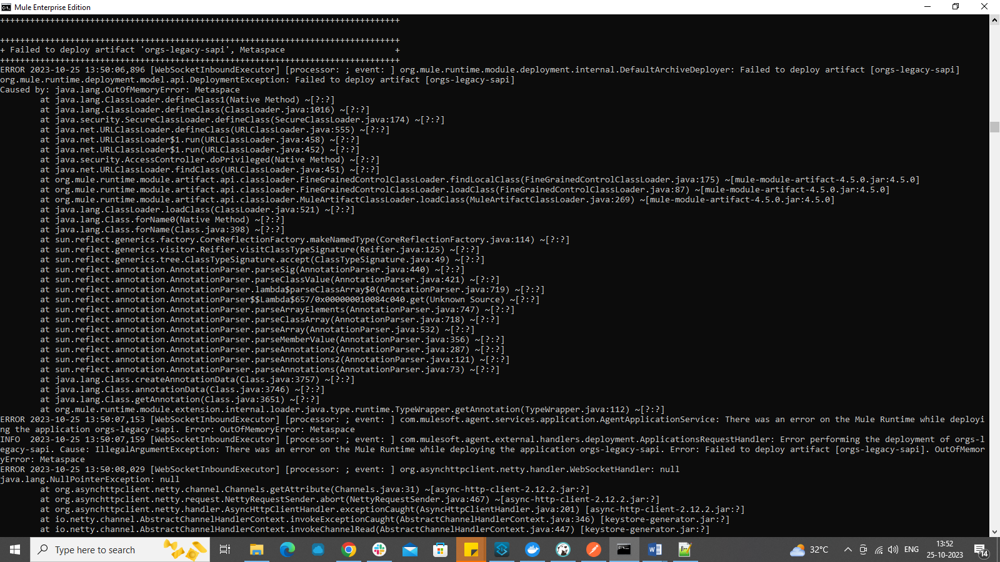 Mule Enterprise Edition
++++++++++++++++++++++++++++++++++++++++++++++++++++++++++++++++++++++++++++++++
++++++++++++++++++++++++++++++++++++++++++++++++++++++++++++++++++++++++++++++++
+ Failed to deploy artifact 'orgs-legacy-sapi', Metaspace                      +
++++++++++++++++++++++++++++++++++++++++++++++++++++++++++++++++++++++++++++++++
ERROR 2023-10-25 13:50:06,896 [WebSocketInboundExecutor] [processor: ; event: ] org.mule.runtime.module.deployment.internal.DefaultArchiveDeployer: Failed to deploy artifact [orgs-legacy-sapi]
org.mule.runtime.deployment.model.api.DeploymentException: Failed to deploy artifact [orgs-legacy-sapi]
Caused by: java.lang.OutOfMemoryError: Metaspace
        at java.lang.ClassLoader.defineClass1(Native Method) ~[?:?]
        at java.lang.ClassLoader.defineClass(ClassLoader.java:1016) ~[?:?]
        at java.security.SecureClassLoader.defineClass(SecureClassLoader.java:174) ~[?:?]
        at java.net.URLClassLoader.defineClass(URLClassLoader.java:555) ~[?:?]
        at java.net.URLClassLoader$1.run(URLClassLoader.java:458) ~[?:?]
        at java.net.URLClassLoader$1.run(URLClassLoader.java:452) ~[?:?]
        at java.security.AccessController.doPrivileged(Native Method) ~[?:?]
        at java.net.URLClassLoader.findClass(URLClassLoader.java:451) ~[?:?]
        at org.mule.runtime.module.artifact.api.classloader.FineGrainedControlClassLoader.findLocalClass(FineGrainedControlClassLoader.java:175) ~[mule-module-artifact-4.5.0.jar:4.5.0]
        at org.mule.runtime.module.artifact.api.classloader.FineGrainedControlClassLoader.loadClass(FineGrainedControlClassLoader.java:87) ~[mule-module-artifact-4.5.0.jar:4.5.0]
        at org.mule.runtime.module.artifact.api.classloader.MuleArtifactClassLoader.loadClass(MuleArtifactClassLoader.java:269) ~[mule-module-artifact-4.5.0.jar:4.5.0]
        at java.lang.ClassLoader.loadClass(ClassLoader.java:521) ~[?:?]
        at java.lang.Class.forName0(Native Method) ~[?:?]
        at java.lang.Class.forName(Class.java:398) ~[?:?]
        at sun.reflect.generics.factory.CoreReflectionFactory.makeNamedType(CoreReflectionFactory.java:114) ~[?:?]
        at sun.reflect.generics.visitor.Reifier.visitClassTypeSignature(Reifier.java:125) ~[?:?]
        at sun.reflect.generics.tree.ClassTypeSignature.accept(ClassTypeSignature.java:49) ~[?:?]
        at sun.reflect.annotation.AnnotationParser.parseSig(AnnotationParser.java:440) ~[?:?]
        at sun.reflect.annotation.AnnotationParser.parseClassValue(AnnotationParser.java:421) ~[?:?]
        at sun.reflect.annotation.AnnotationParser.lambda$parseClassArray$0(AnnotationParser.java:719) ~[?:?]
        at sun.reflect.annotation.AnnotationParser$$Lambda$657/0x000000010084c040.get(Unknown Source) ~[?:?]
        at sun.reflect.annotation.AnnotationParser.parseArrayElements(AnnotationParser.java:747) ~[?:?]
        at sun.reflect.annotation.AnnotationParser.parseClassArray(AnnotationParser.java:718) ~[?:?]
        at sun.reflect.annotation.AnnotationParser.parseArray(AnnotationParser.java:532) ~[?:?]
        at sun.reflect.annotation.AnnotationParser.parseMemberValue(AnnotationParser.java:356) ~[?:?]
        at sun.reflect.annotation.AnnotationParser.parseAnnotation2(AnnotationParser.java:287) ~[?:?]
        at sun.reflect.annotation.AnnotationParser.parseAnnotations2(AnnotationParser.java:121) ~[?:?]
        at sun.reflect.annotation.AnnotationParser.parseAnnotations(AnnotationParser.java:73) ~[?:?]
        at java.lang.Class.createAnnotationData(Class.java:3757) ~[?:?]
        at java.lang.Class.annotationData(Class.java:3746) ~[?:?]
        at java.lang.Class.getAnnotation(Class.java:3651) ~[?:?]
        at org.mule.runtime.module.extension.internal.loader.java.type.runtime.TypeWrapper.getAnnotation(TypeWrapper.java:112) ~[?:?]
ERROR 2023-10-25 13:50:07,153 [WebSocketInboundExecutor] [processor: ; event: ] com.mulesoft.agent.services.application.AgentApplicationService: There was an error on the Mule Runtime while deployi
ng the application orgs-legacy-sapi. Error: OutOfMemoryError: Metaspace
INFO  2023-10-25 13:50:07,159 [WebSocketInboundExecutor] [processor: ; event: ] com.mulesoft.agent.external.handlers.deployment.ApplicationsRequestHandler: Error performing the deployment of orgs-l
egacy-sapi. Cause: IllegalArgumentException: There was an error on the Mule Runtime while deploying the application orgs-legacy-sapi. Error: Failed to deploy artifact [orgs-legacy-sapi]. OutOfMemor
yError: Metaspace
ERROR 2023-10-25 13:50:08,029 [WebSocketInboundExecutor] [processor: ; event: ] org.asynchttpclient.netty.handler.WebSocketHandler: null
java.lang.NullPointerException: null
        at org.asynchttpclient.netty.channel.Channels.getAttribute(Channels.java:31) ~[async-http-client-2.12.2.jar:?]
        at org.asynchttpclient.netty.request.NettyRequestSender.abort(NettyRequestSender.java:467) ~[async-http-client-2.12.2.jar:?]
        at org.asynchttpclient.netty.handler.AsyncHttpClientHandler.exceptionCaught(AsyncHttpClientHandler.java:201) [async-http-client-2.12.2.jar:?]
        at io.netty.channel.AbstractChannelHandlerContext.invokeExceptionCaught(AbstractChannelHandlerContext.java:346) [keystore-generator.jar:?]
        at io.netty.channel.AbstractChannelHandlerContext.invokeChannelRead(AbstractChannelHandlerContext.java:447) [keystore-generator.jar:?]
Type here to search
32°C
ENG
13:52
25-10-2023
14